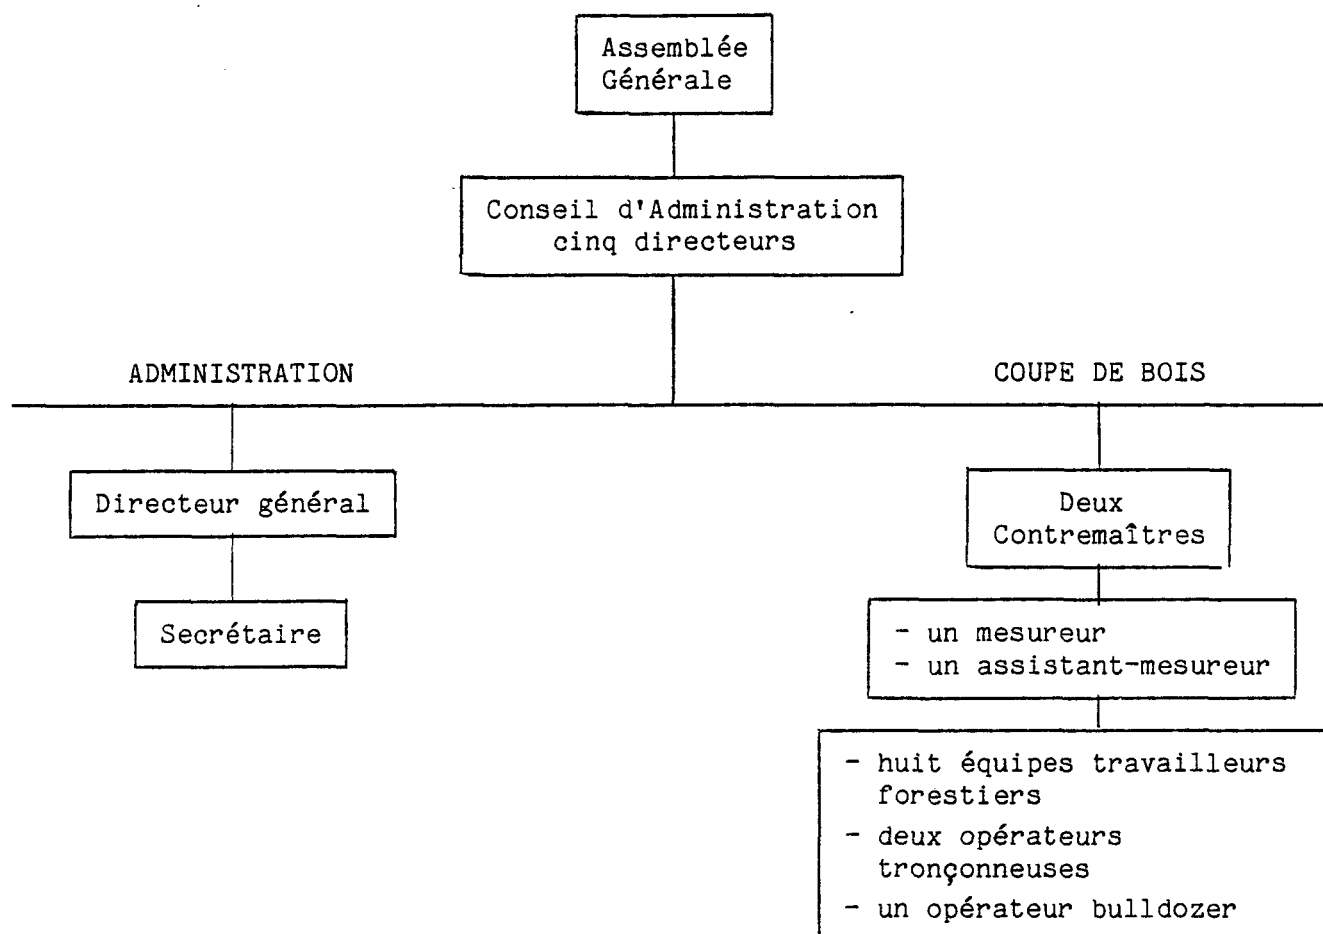 Assemblée
Générale
Conseil d'Administration
cinq directeurs
ADMINISTRATION
COUPE DE BOIS
Directeur général
Deux
Contremaîtres
Secrétaire
- un mesureur
- un assistant-mesureur
- huit équipes travailleurs
forestiers
- deux opérateurs
tronçonneuses
- un opérateur bulldozer